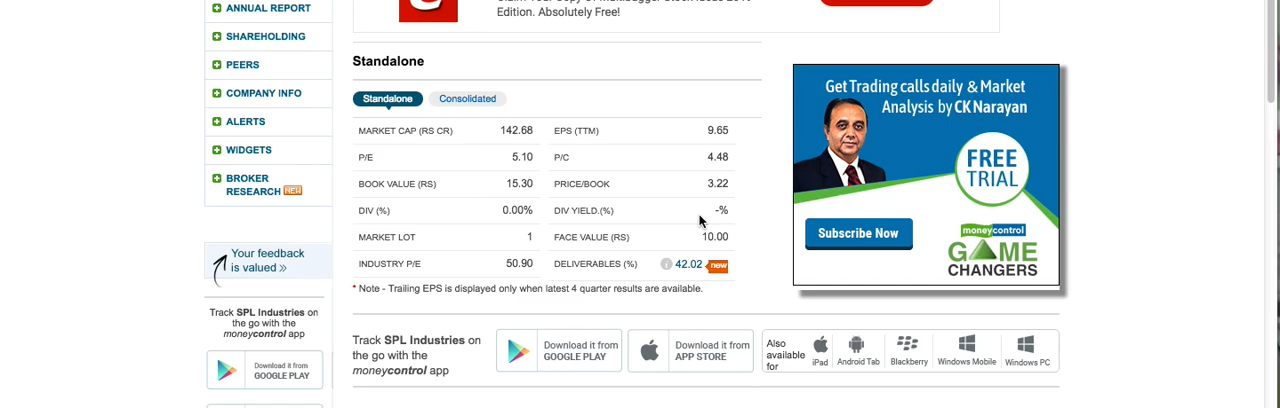 ANNUAL REPORT
SHAREHOLDING
PEERS
COMPANY INFO
ALERTS
WIDGETS
BROKER
RESEARCH NEW
Your feedback
is valued »
Track SPL Industries on
the go with the
moneycontrol app
Download it from
GOOGLE PLAY
Edition. Absolutely Free!
Standalone
Standalone Consolidated
MARKET CAP (RS CR) 142.68 EPS (TTM) 9.65
P/E 5.10 P/C 4.48
BOOK VALUE (RS) 15.30 PRICE/BOOK 3.22
DIV (%) 0.00% DIV YIELD.(%) -%
MARKET LOT 1 FACE VALUE (RS) 10.00
INDUSTRY P/E 50.90 DELIVERABLES (%) i 42.02 new
* Note - Trailing EPS is displayed only when latest 4 quarter results are available.
Track SPL Industries on
the go with the
moneycontrol app
Download it from
GOOGLE PLAY
Download it from
APP STORE
Also
available
for
iPad Android Tab Blackberry Windows Mobile Windows PC
Get Trading calls daily & Market
Analysis by CK Narayan
FREE
TRIAL
Subscribe Now
moneycontrol
GAME
CHANGERS